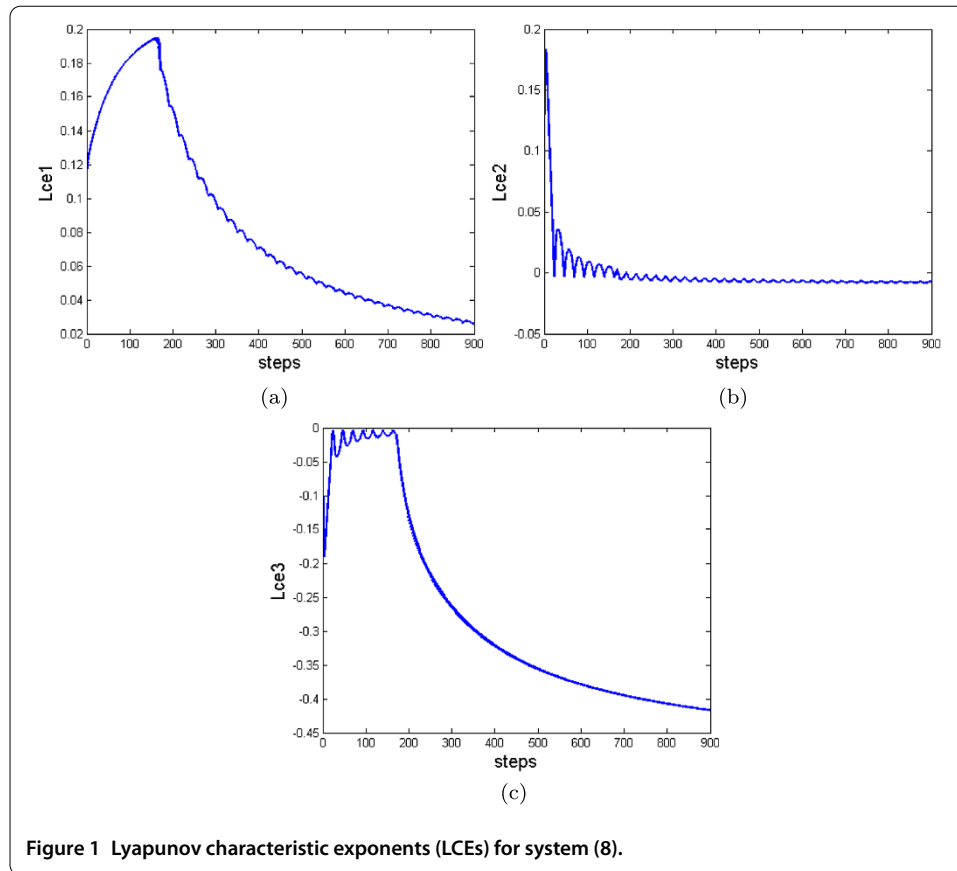 0.2
0.18
0.16
0.14
0.12
0.1
0.08
0.06
0.04
0.02
Lce1
0 100 200 300 400 500 600 700 800 900
steps
(a)
0.2
0.15
0.1
0.05
0
-0.05
Lce2
0 100 200 300 400 500 600 700 800 900
steps
(b)
0
-0.05
-0.1
-0.15
-0.2
-0.25
-0.3
-0.35
-0.4
-0.45
Lce3
0 100 200 300 400 500 600 700 800 900
steps
(c)
Figure 1 Lyapunov characteristic exponents (LCEs) for system (8).